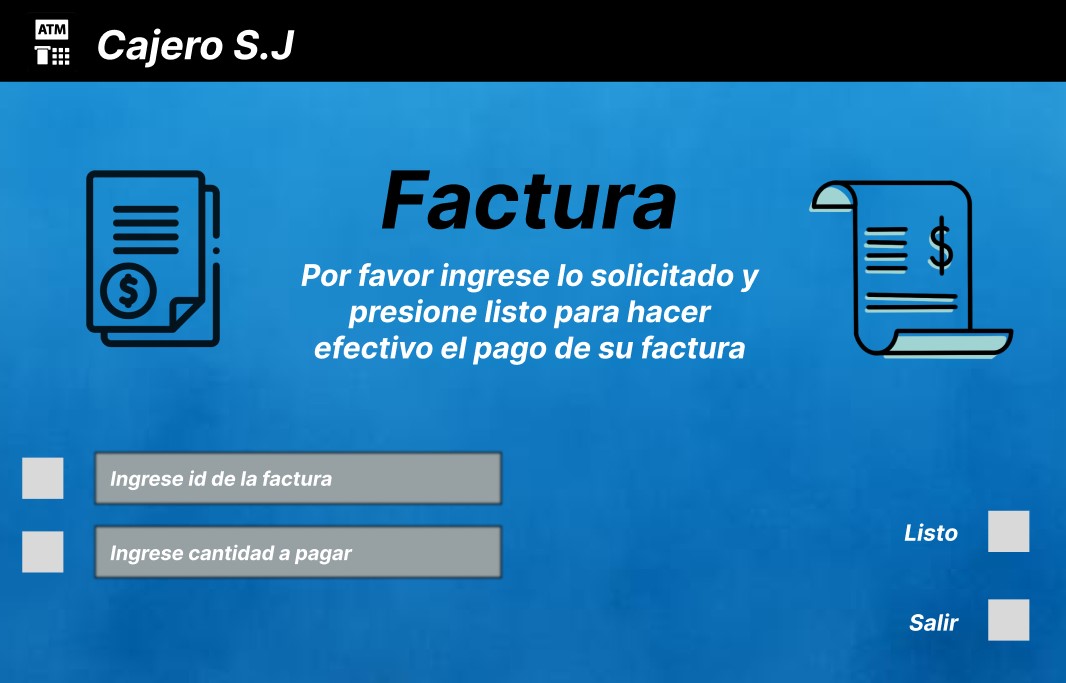 ATM
Cajero S.J
Factura
Por favor ingrese lo solicitado y
presione listo para hacer
efectivo el pago de su factura
$
$
Ingrese id de la factura
Ingrese cantidad a pagar
Listo
Salir